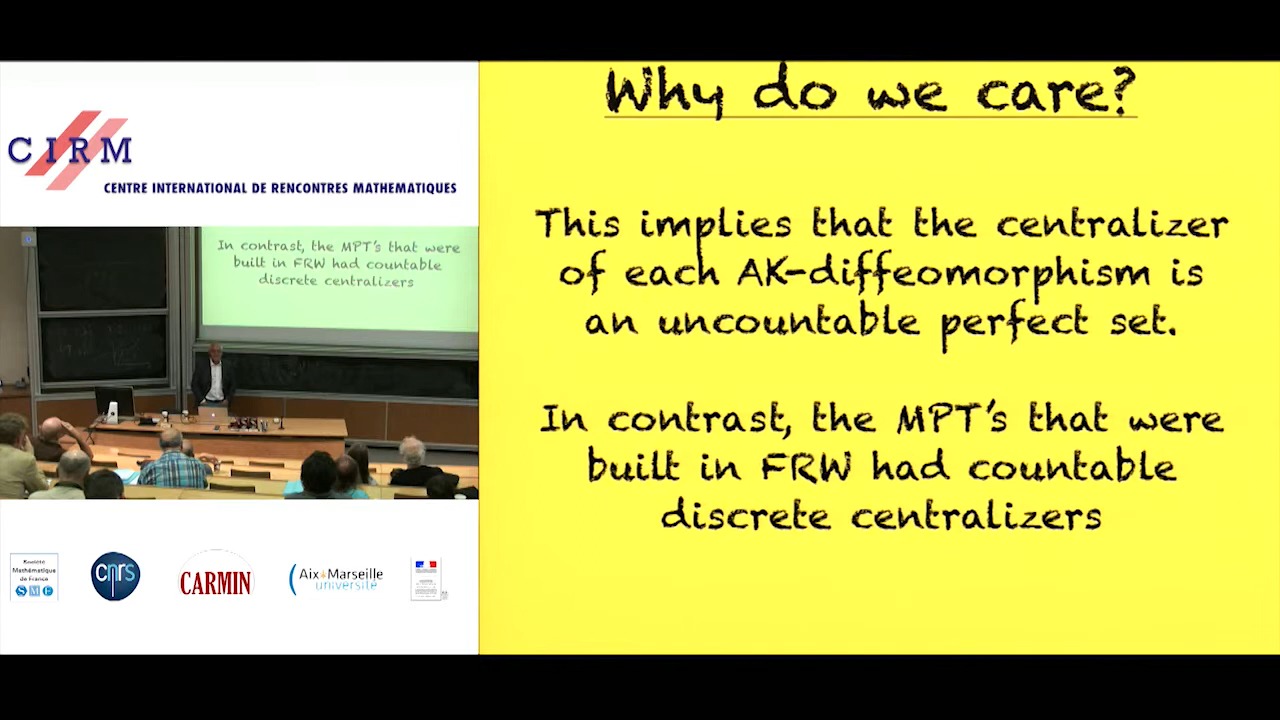 Why do we care?
This implies that the centralizer
of each AK-diffeomorphism is
an uncountable perfect set.
In contrast, the MPT's that were
built in FRW had countable
discrete centralizers
CIRM
CENTRE INTERNATIONAL DE RENCONTRES MATHEMATIQUES
In contrast, the MPT's that were
built in FRW had countable
discrete centralizers
Société
Mathématique
de France
SMF
cnrs
CARMIN
Aix*Marseille
université